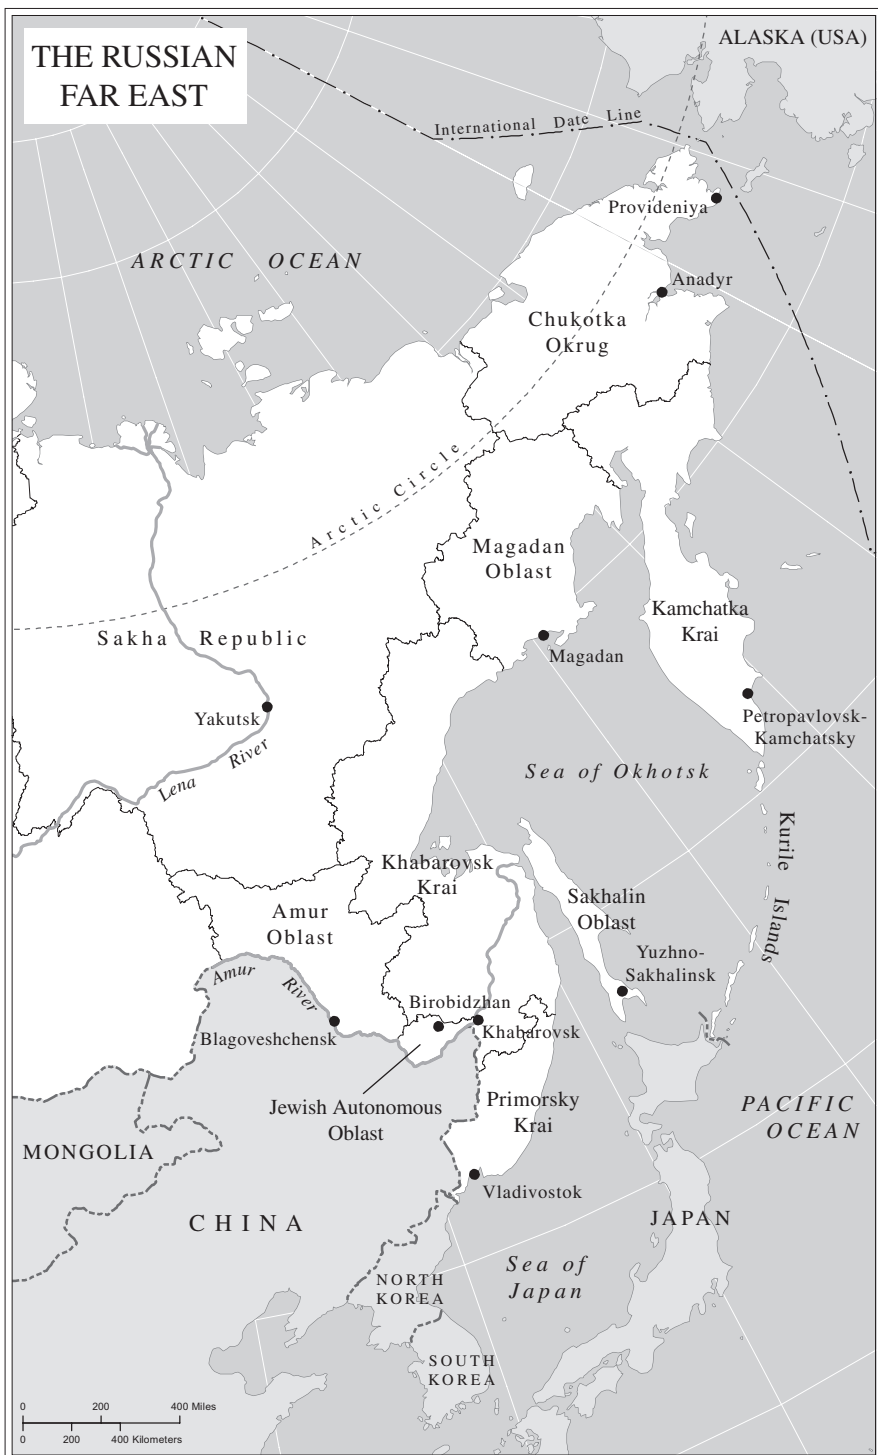 THE RUSSIAN
FAR EAST
ALASKA (USA)
International Date Line
Provideniya
ARCTIC OCEAN
Anadyr
Chukotka
Okrug
Arctic Circle
Magadan
Oblast
Kamchatka
Krai
Sakha Republic
Magadan
Yakutsk
Petropavlovsk-
Kamchatsky
Lena River
Sea of Okhotsk
Kurile Islands
Khabarovsk
Krai
Sakhalin
Oblast
Amur
Oblast
Yuzhno-
Sakhalinsk
Amur River
Birobidzhan
Blagoveshchensk
Khabarovsk
Jewish Autonomous
Oblast
Primorsky
Krai
PACIFIC
OCEAN
MONGOLIA
Vladivostok
CHINA
JAPAN
Sea of
Japan
NORTH
KOREA
SOUTH
KOREA
0 200 400 Miles
0 200 400 Kilometers